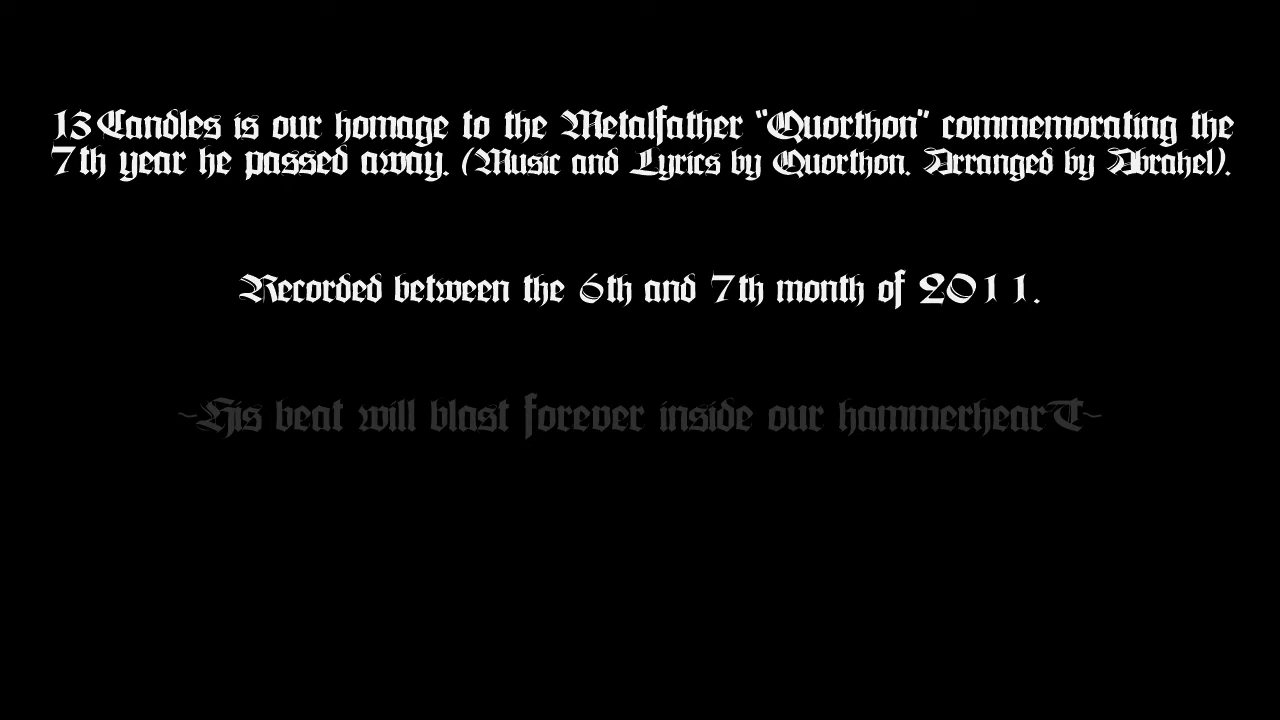 13 Candles is our homage to the Metalfather "Quorthon" commemorating the
7th year he passed away. (Music and Lyrics by Quorthon. Arranged by Abrahel).
Recorded between the 6th and 7th month of 2011.
~His beat will blast forever inside our hammerhearT~